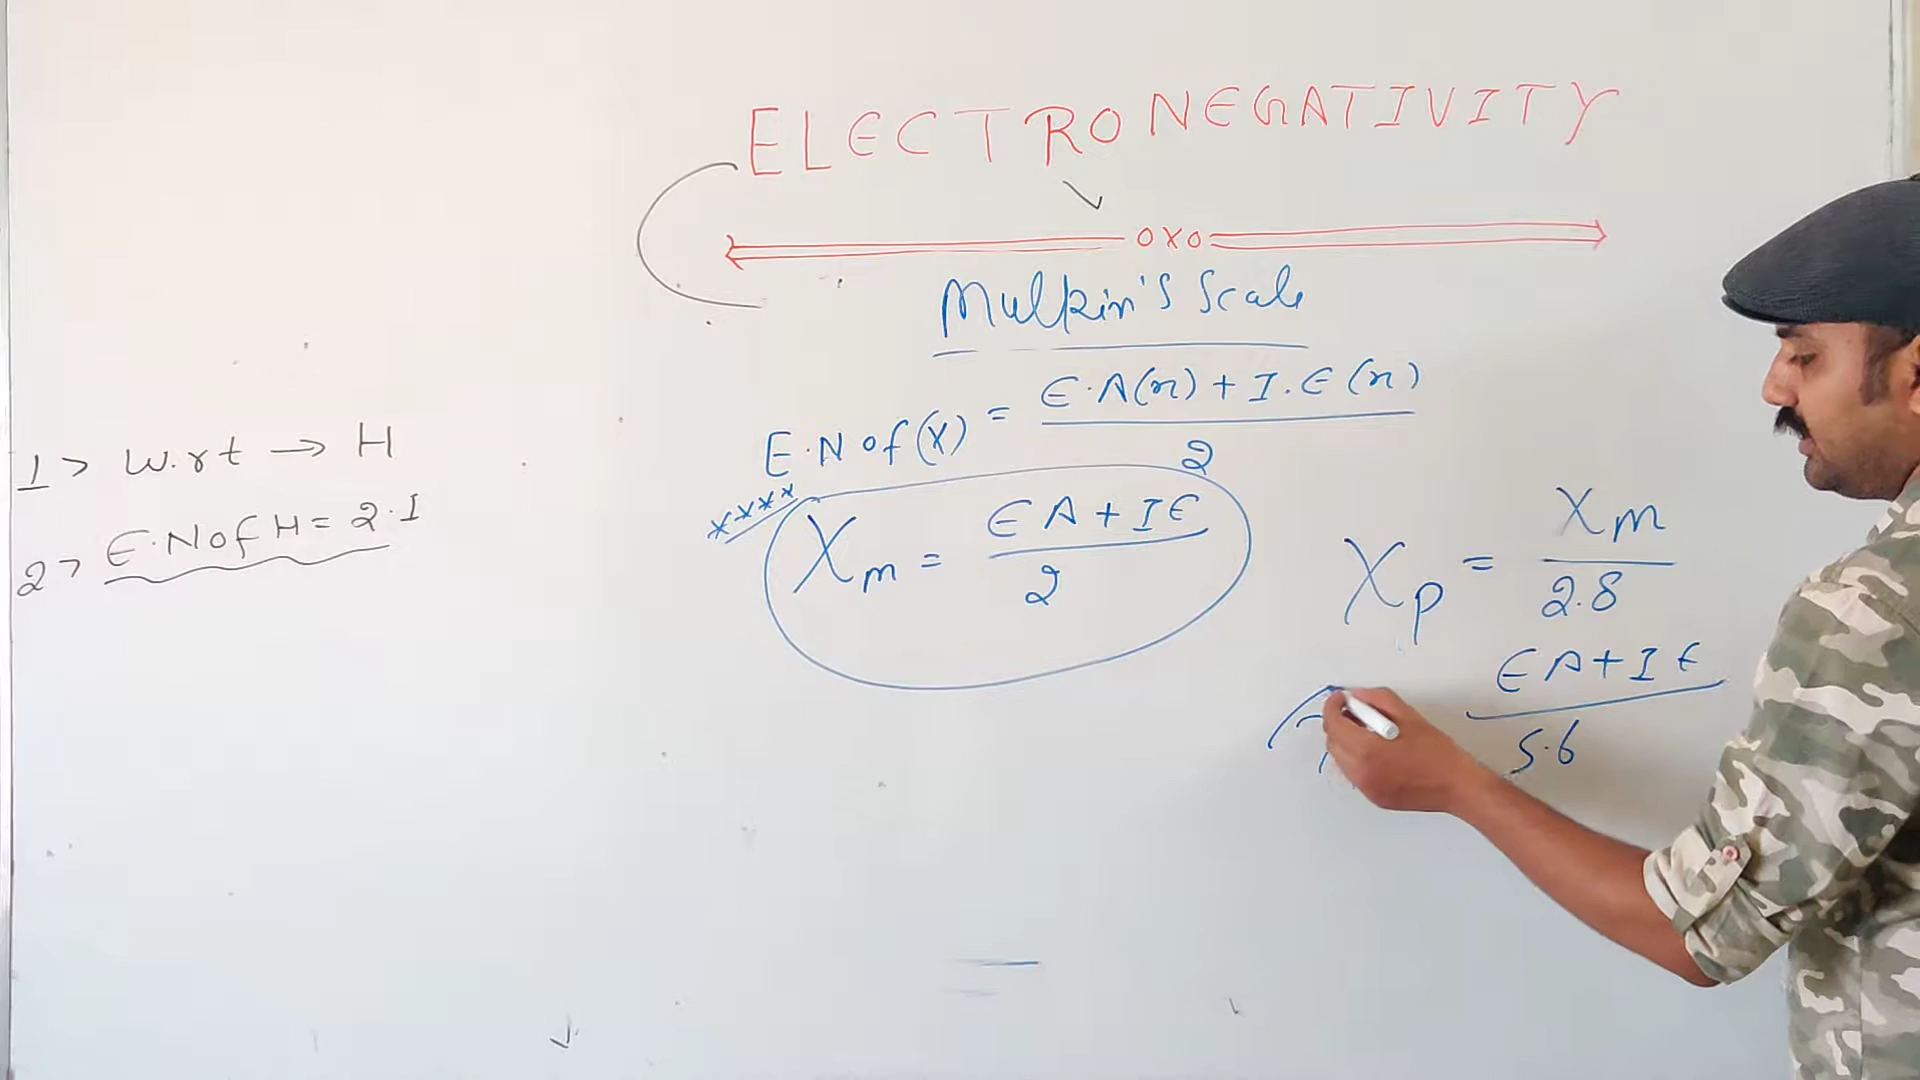 ELECTRONEGATIVITY
OXO
Mulkin's Scale
E.N of (X) = E.A(x) + I.E (x) / 2
1> W.r.t → H
2> E.N of H = 2.1
****
Xm = EA + IE / 2
Xp = Xm / 2.8
EA + IE / 5.6